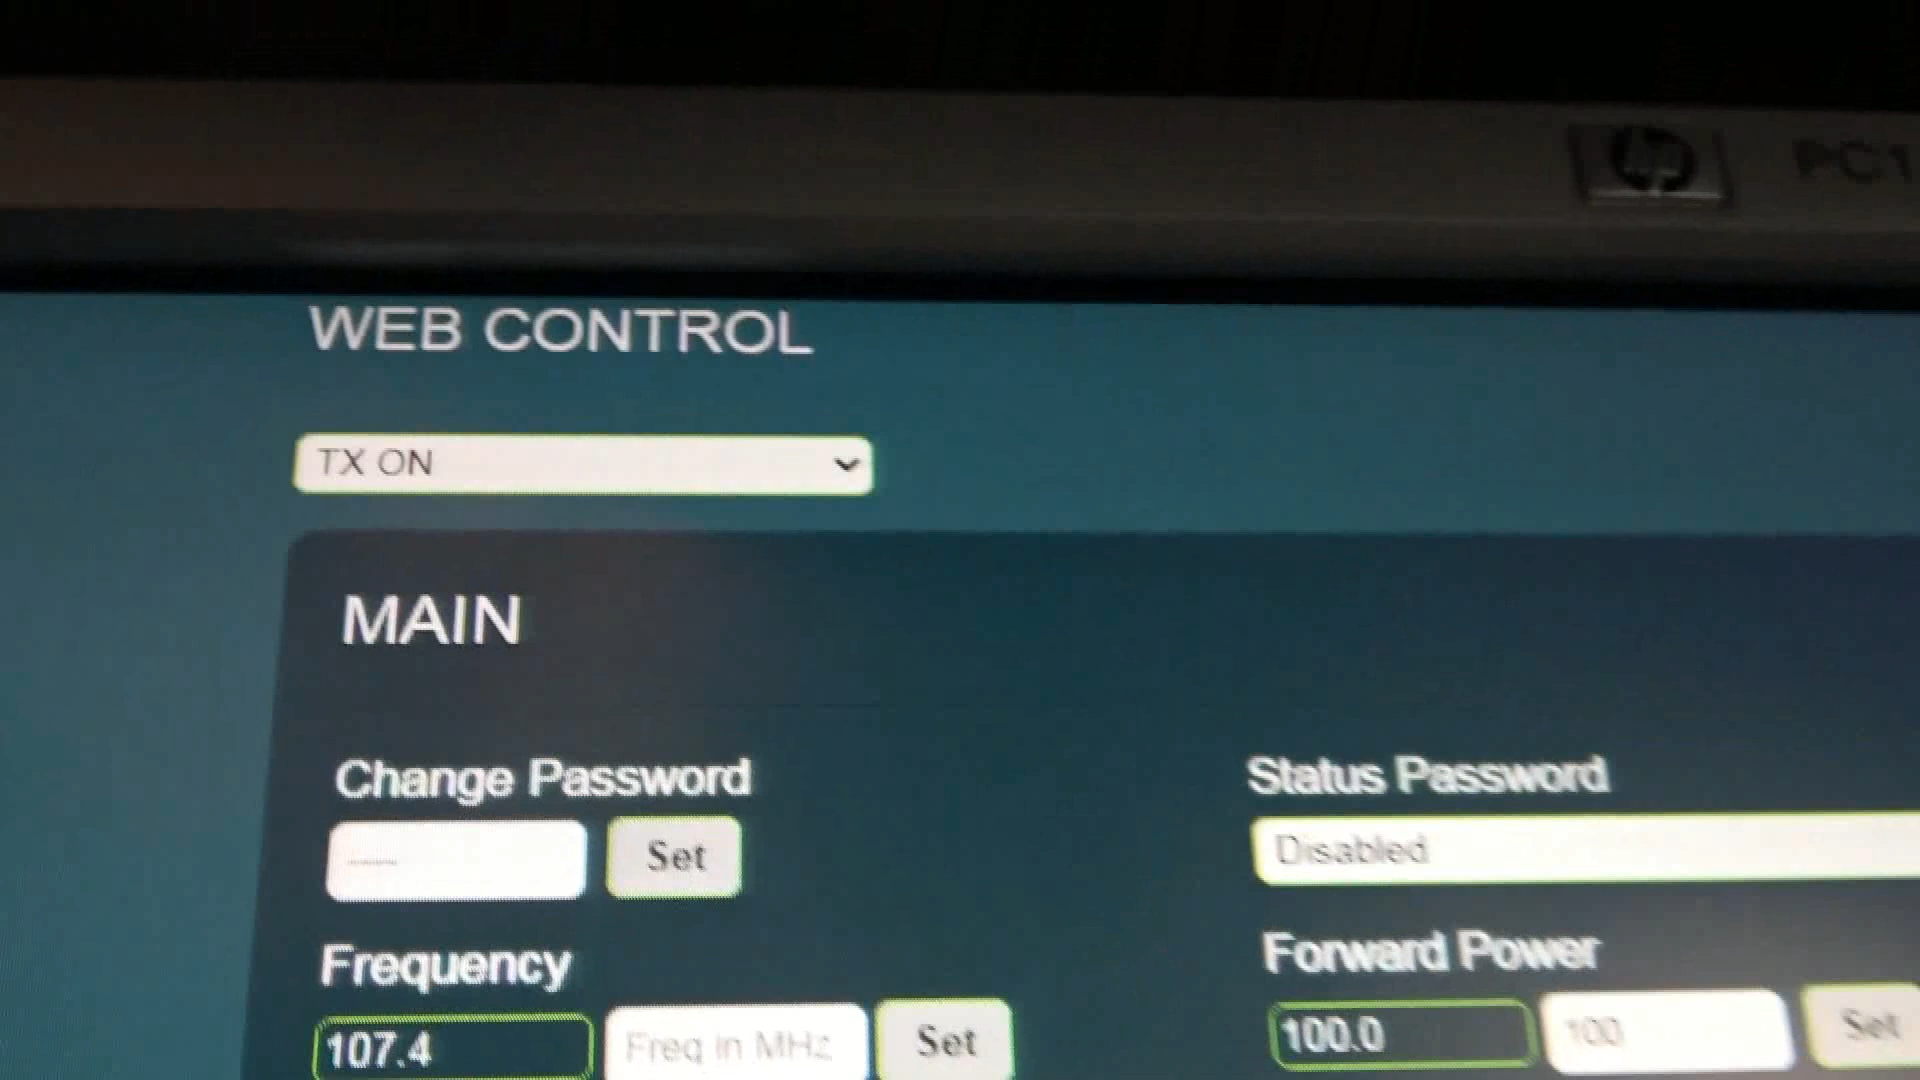 hp PC1
WEB CONTROL
TX ON
MAIN
Change Password
Status Password
Set
Disabled
Frequency
Forward Power
107.4
Freq in MHz
Set
100.0
100
Set